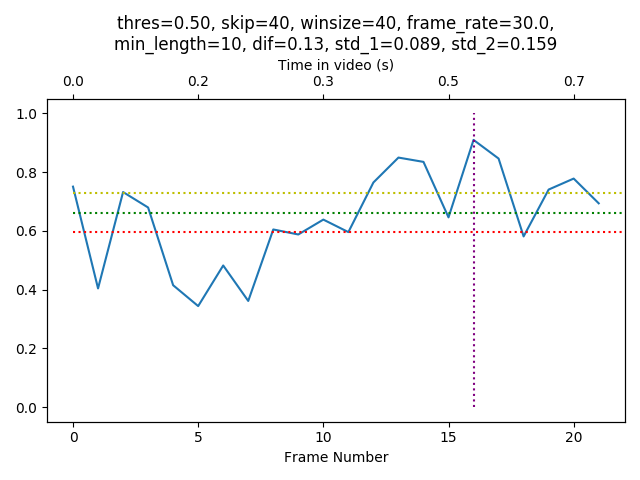 thres=0.50, skip=40, winsize=40, frame_rate=30.0,
min_length=10, dif=0.13, std_1=0.089, std_2=0.159
Time in video (s)
0.0 0.2 0.3 0.5 0.7
1.0
0.8
0.6
0.4
0.2
0.0
0 5 10 15 20
Frame Number